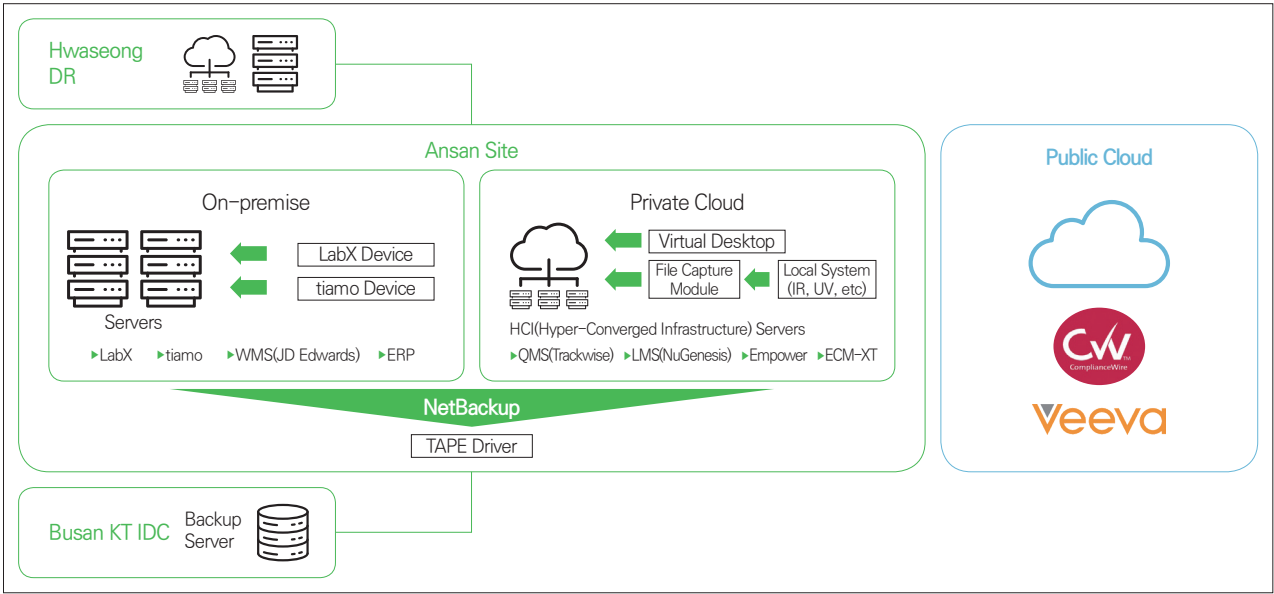 Hwaseong
DR
Ansan Site
On-premise
LabX Device
tiamo Device
Servers
▶LabX ▶tiamo ▶WMS(JD Edwards) ▶ERP
Private Cloud
Virtual Desktop
File Capture
Module
Local System
(IR, UV, etc)
HCI(Hyper-Converged Infrastructure) Servers
▶QMS(Trackwise) ▶LMS(NuGenesis) ▶Empower ▶ECM-XT
NetBackup
TAPE Driver
Busan KT IDC
Backup
Server
Public Cloud
CW TM
ComplianceWire
Veeva